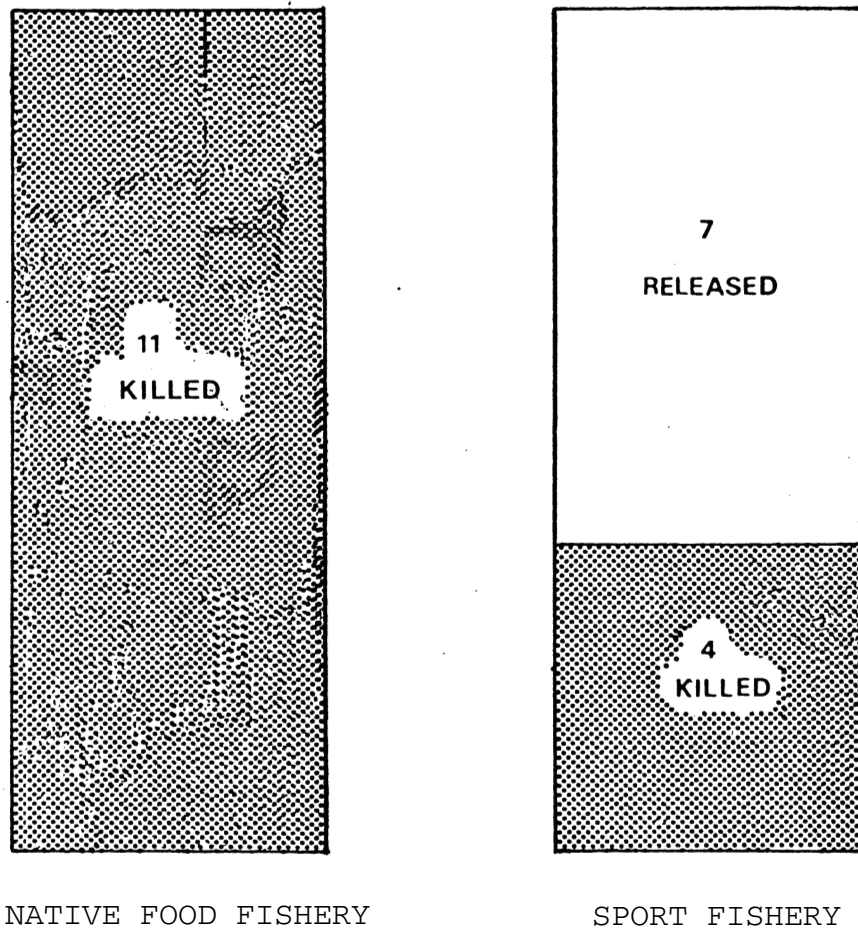 11
KILLED
7
RELEASED
4
KILLED
NATIVE FOOD FISHERY
SPORT FISHERY